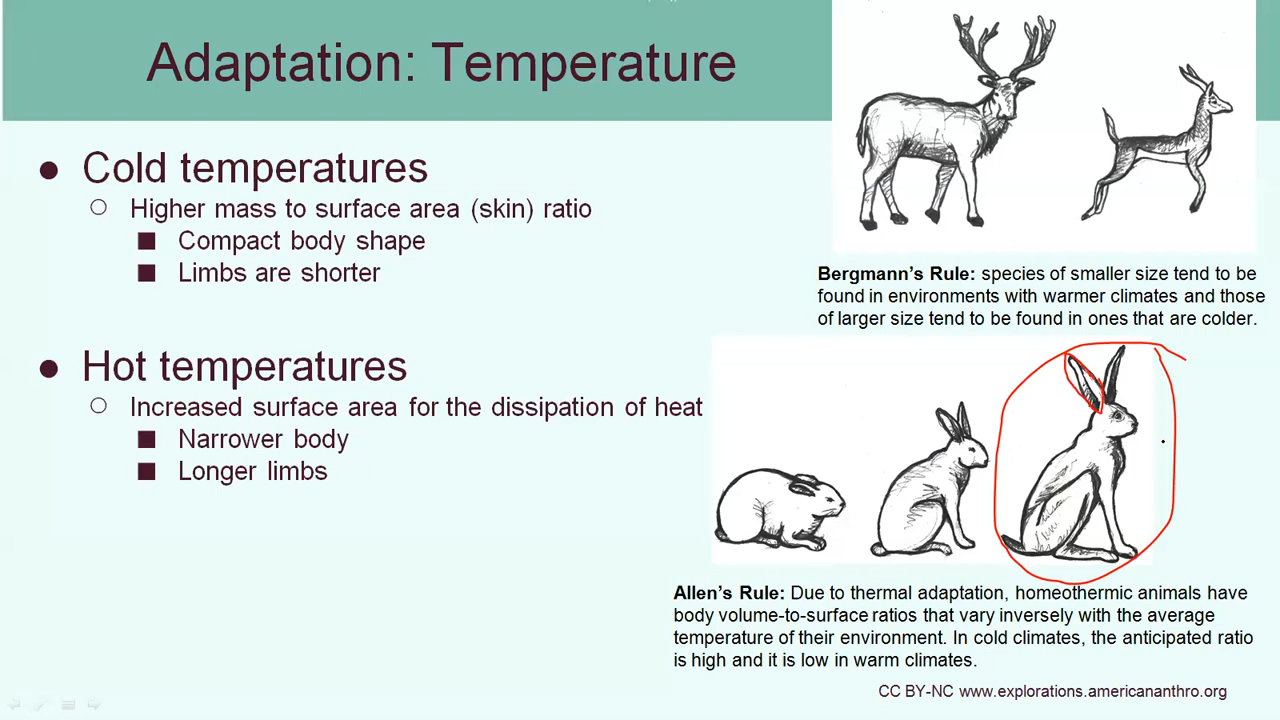 Adaptation: Temperature
● Cold temperatures
○ Higher mass to surface area (skin) ratio
■ Compact body shape
■ Limbs are shorter
● Hot temperatures
○ Increased surface area for the dissipation of heat
■ Narrower body
■ Longer limbs
Bergmann's Rule: species of smaller size tend to be
found in environments with warmer climates and those
of larger size tend to be found in ones that are colder.
Allen's Rule: Due to thermal adaptation, homeothermic animals have
body volume-to-surface ratios that vary inversely with the average
temperature of their environment. In cold climates, the anticipated ratio
is high and it is low in warm climates.
CC BY-NC www.explorations.americananthro.org